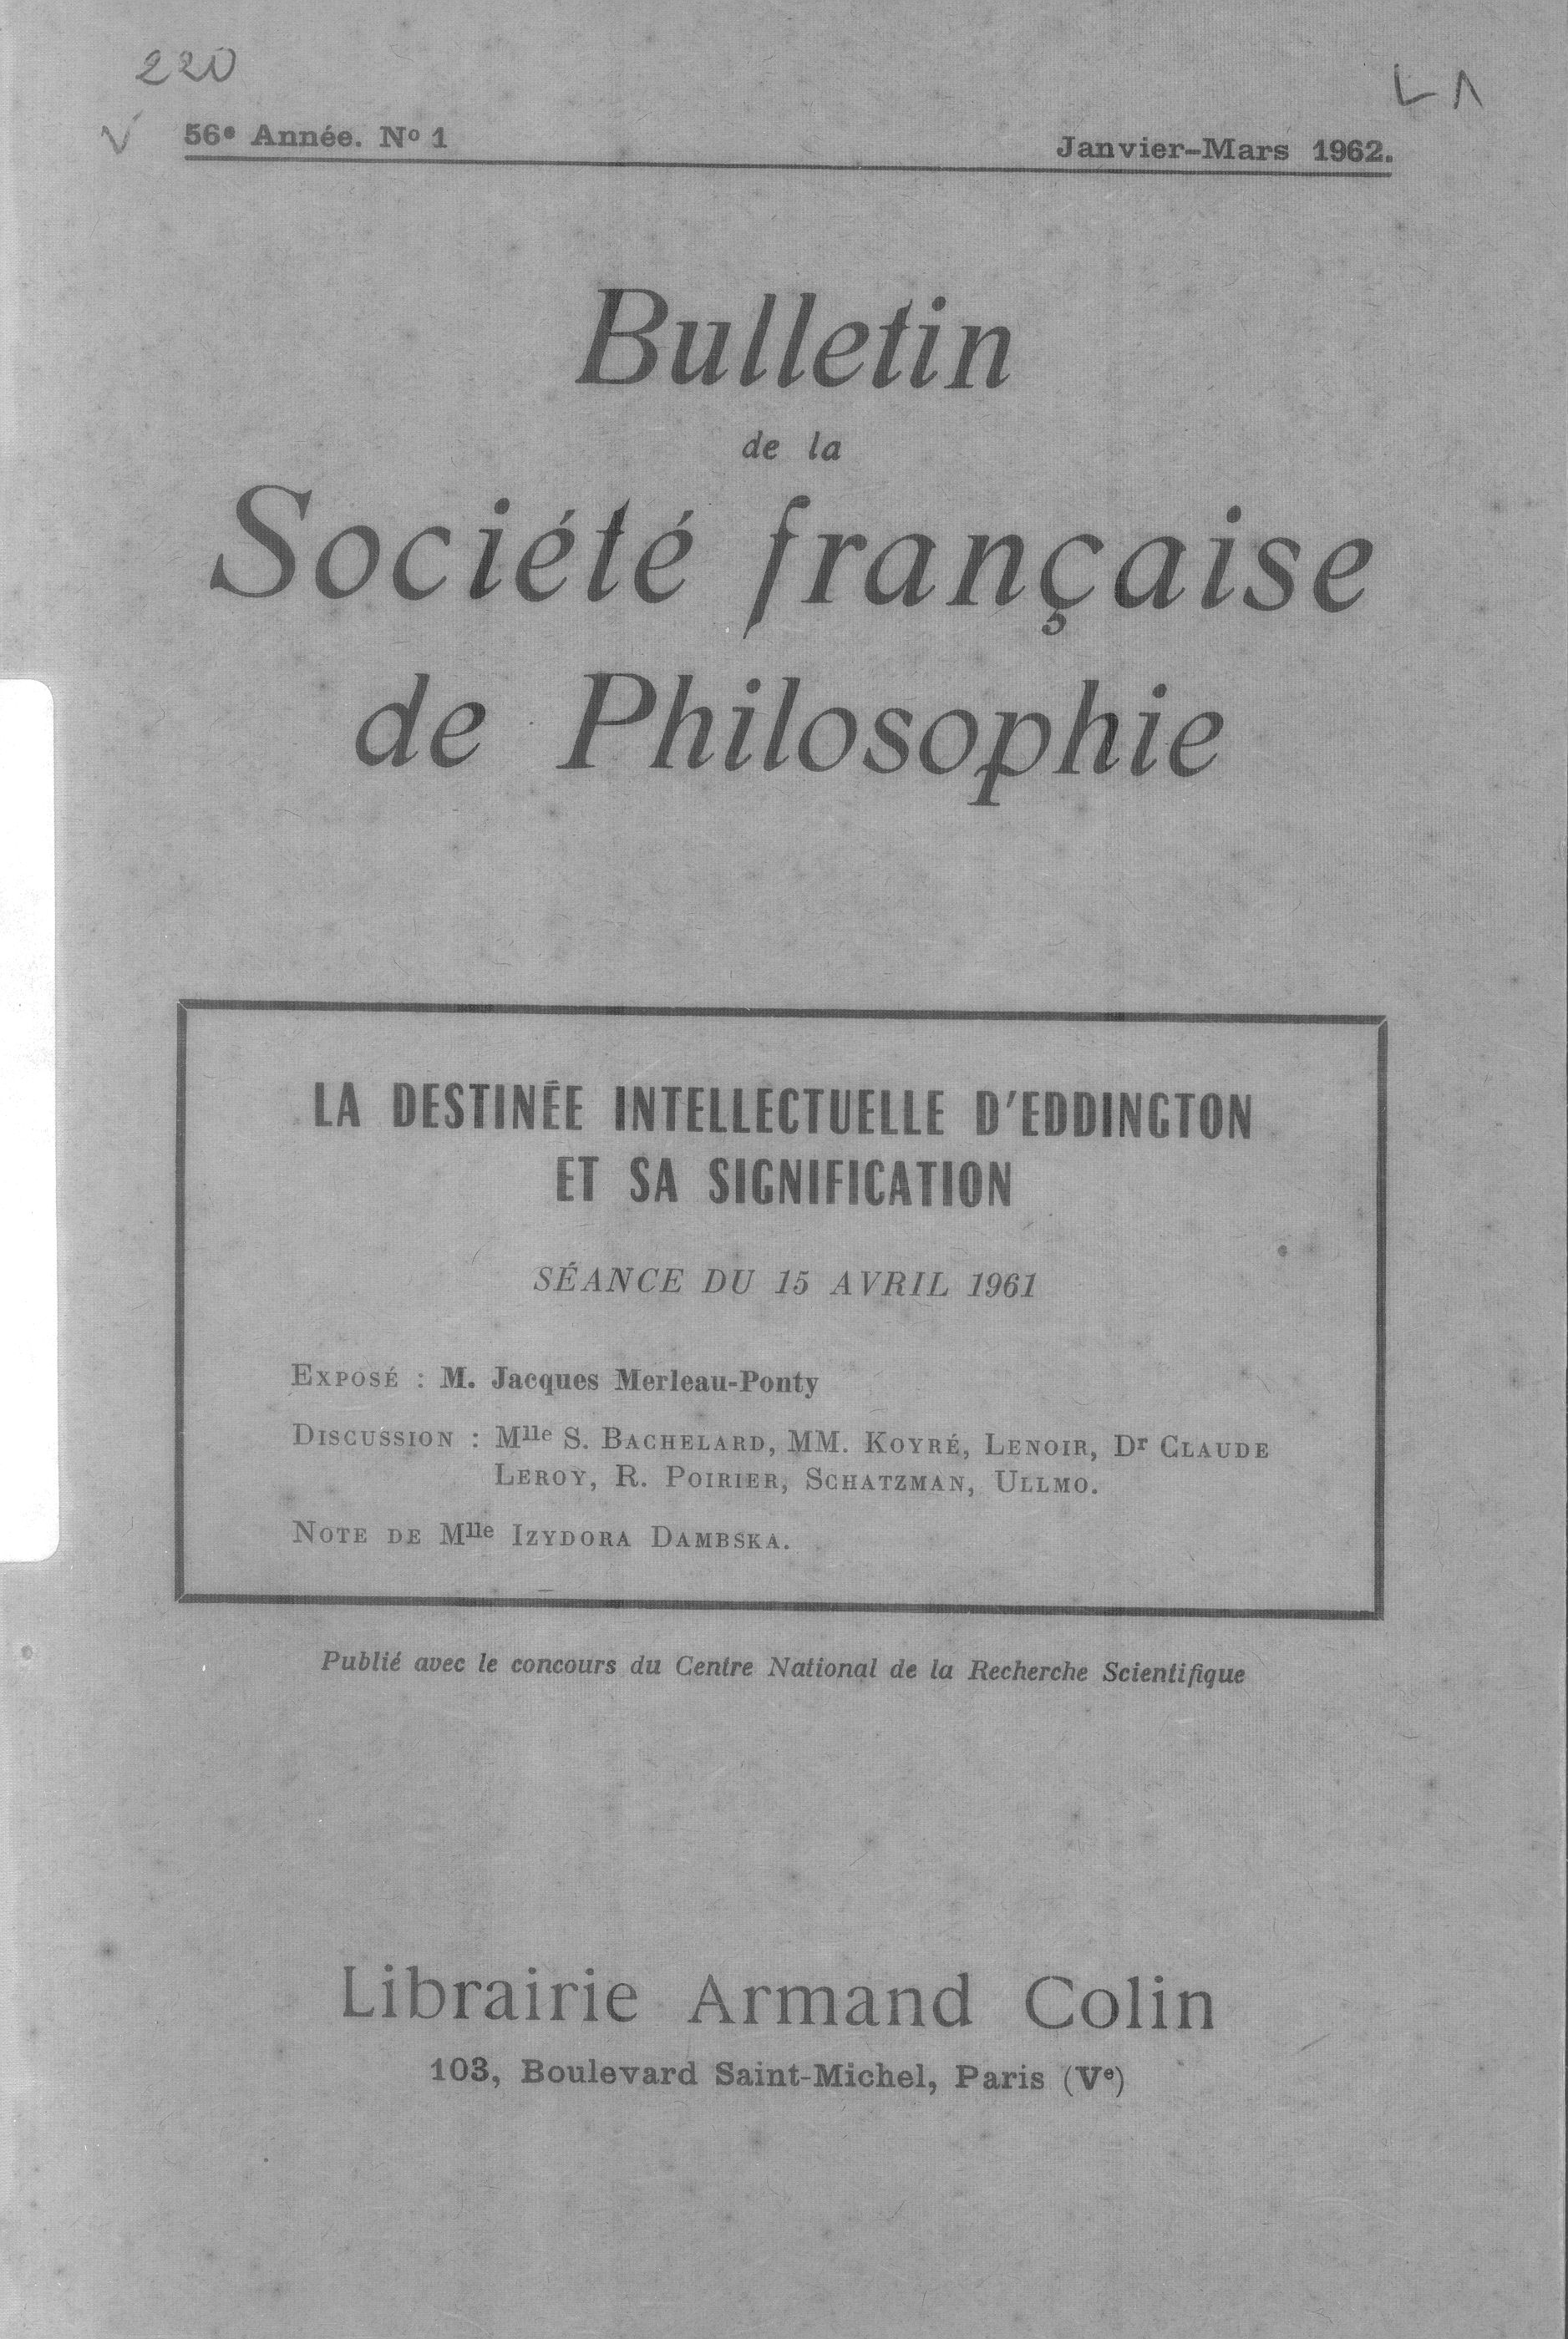 220
56e Année. No 1
Janvier-Mars 1962.
Bulletin
de la
Société française
de Philosophie
LA DESTINÉE INTELLECTUELLE D'EDDINGTON
ET SA SIGNIFICATION
SÉANCE DU 15 AVRIL 1961
EXPOSÉ : M. Jacques Merleau-Ponty
DISCUSSION : Mlle S. BACHELARD, MM. KOYRÉ, LENOIR, Dr CLAUDE
LEROY, R. POIRIER, SCHATZMAN, ULLMO.
NOTE DE Mlle IZYDORA DAMBSKA.
Publié avec le concours du Centre National de la Recherche Scientifique
Librairie Armand Colin
103, Boulevard Saint-Michel, Paris (Ve)